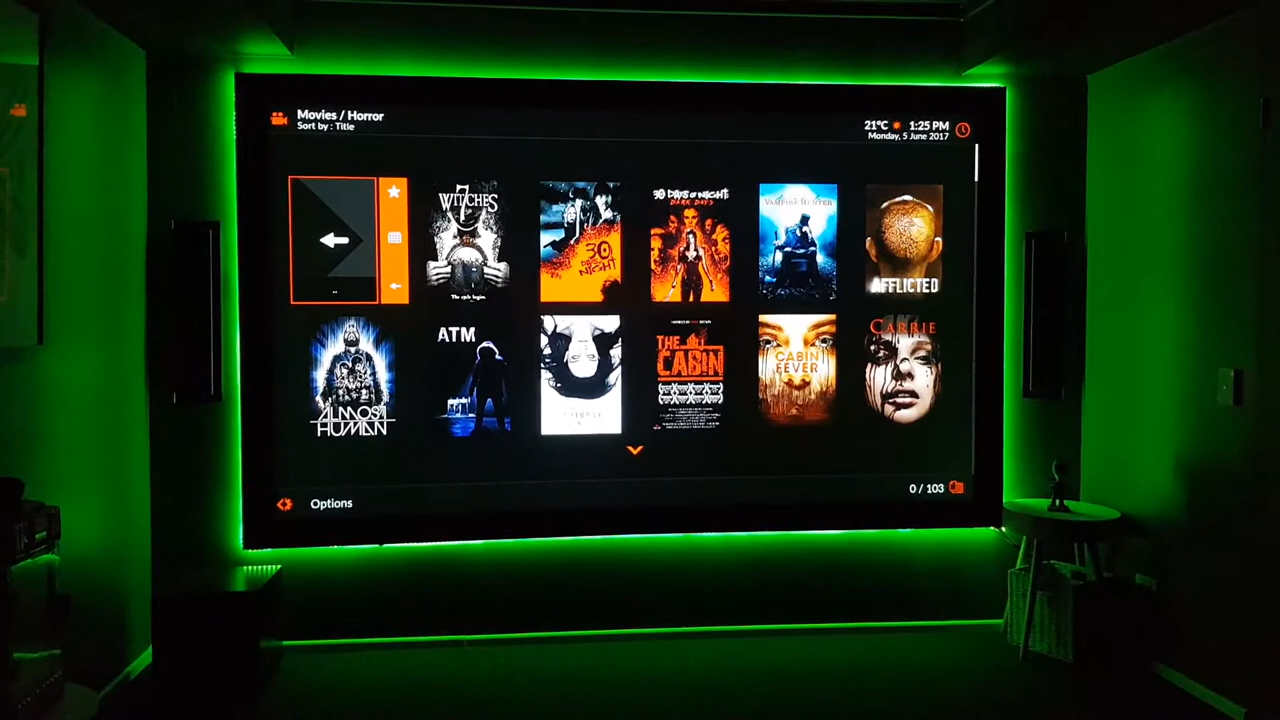 Movies / Horror
Sort by : Title
21°C 1:25 PM
Monday, 5 June 2017
..
7
WITCHES
The cycle begins
30
DAYS OF
NIGHT
30 DAYS OF NIGHT
DARK DAYS
VAMPIRE HUNTER
AFFLICTED
ALMOST
HUMAN
ATM
THE
CABIN
CABIN
FEVER
CARRIE
Options
0 / 103